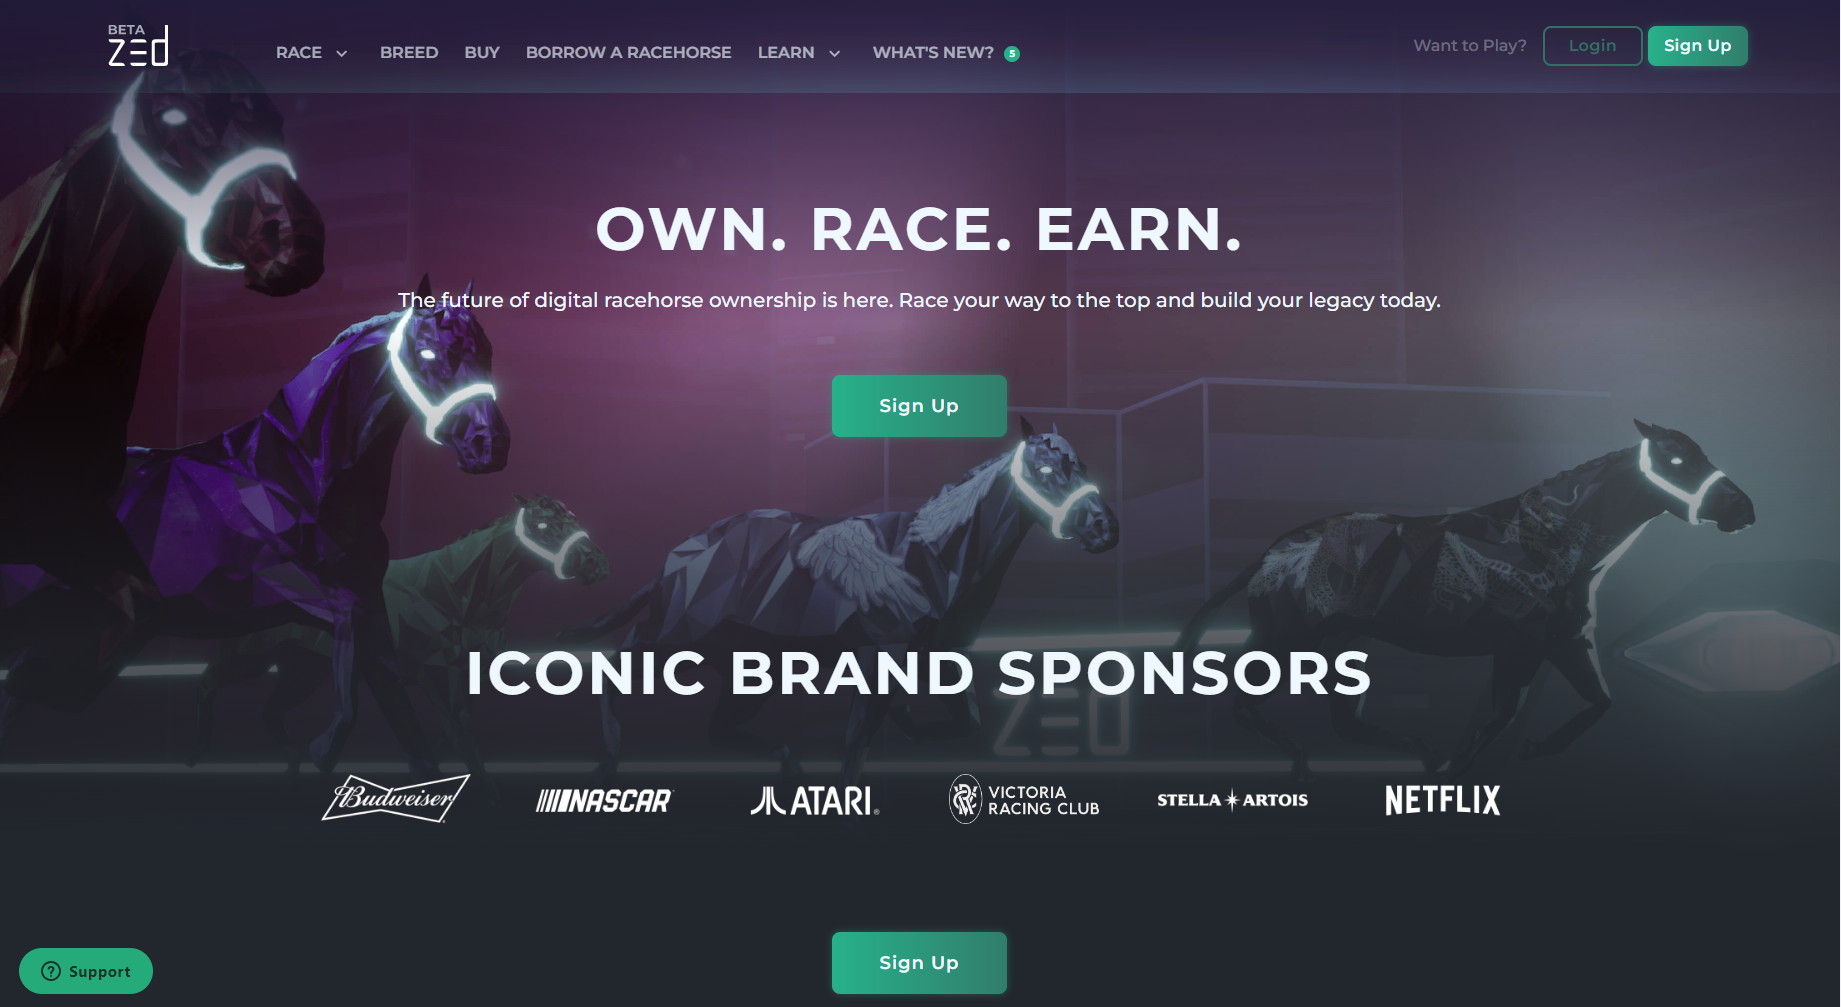 BETA
zed
RACE
BREED
BUY
BORROW A RACEHORSE
LEARN
WHAT'S NEW? 5
Want to Play?
Login
Sign Up
OWN. RACE. EARN.
The future of digital racehorse ownership is here. Race your way to the top and build your legacy today.
Sign Up
ICONIC BRAND SPONSORS
ZED
Budweiser
NASCAR
ATARI®
VICTORIA
RACING CLUB
STELLA ARTOIS
NETFLIX
Sign Up
? Support